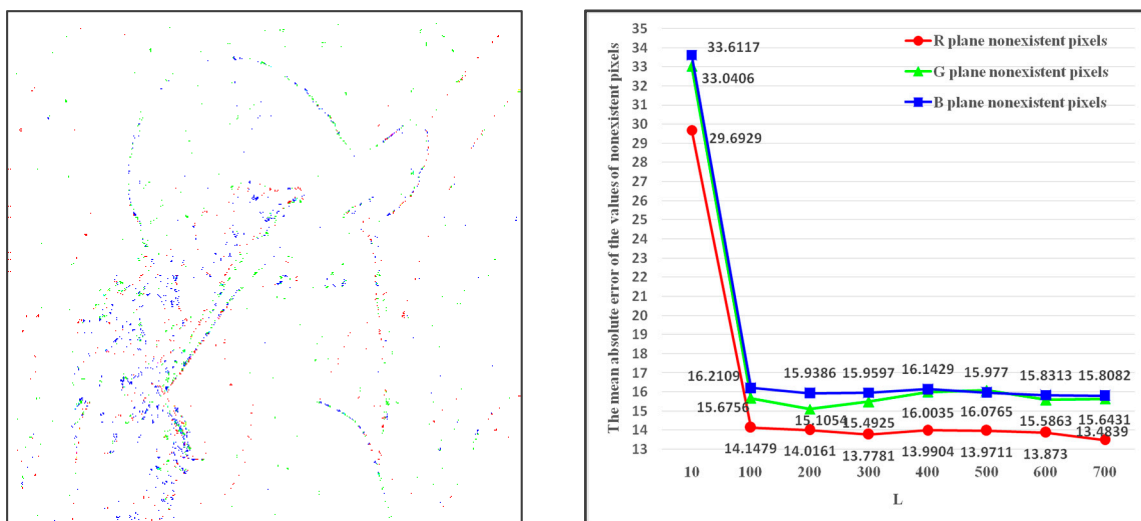 The mean absolute error of the values of nonexistent pixels
35
34
33
32
31
30
29
28
27
26
25
24
23
22
21
20
19
18
17
16
15
14
13
R plane nonexistent pixels
G plane nonexistent pixels
B plane nonexistent pixels
33.6117
33.0406
29.6929
16.2109 15.9386 15.9597 16.1429 15.977 15.8313 15.8082
15.6756 15.1054 15.4925 16.0035 16.0765 15.5863 15.6431
14.1479 14.0161 13.7781 13.9904 13.9711 13.873 13.4839
10 100 200 300 400 500 600 700
L